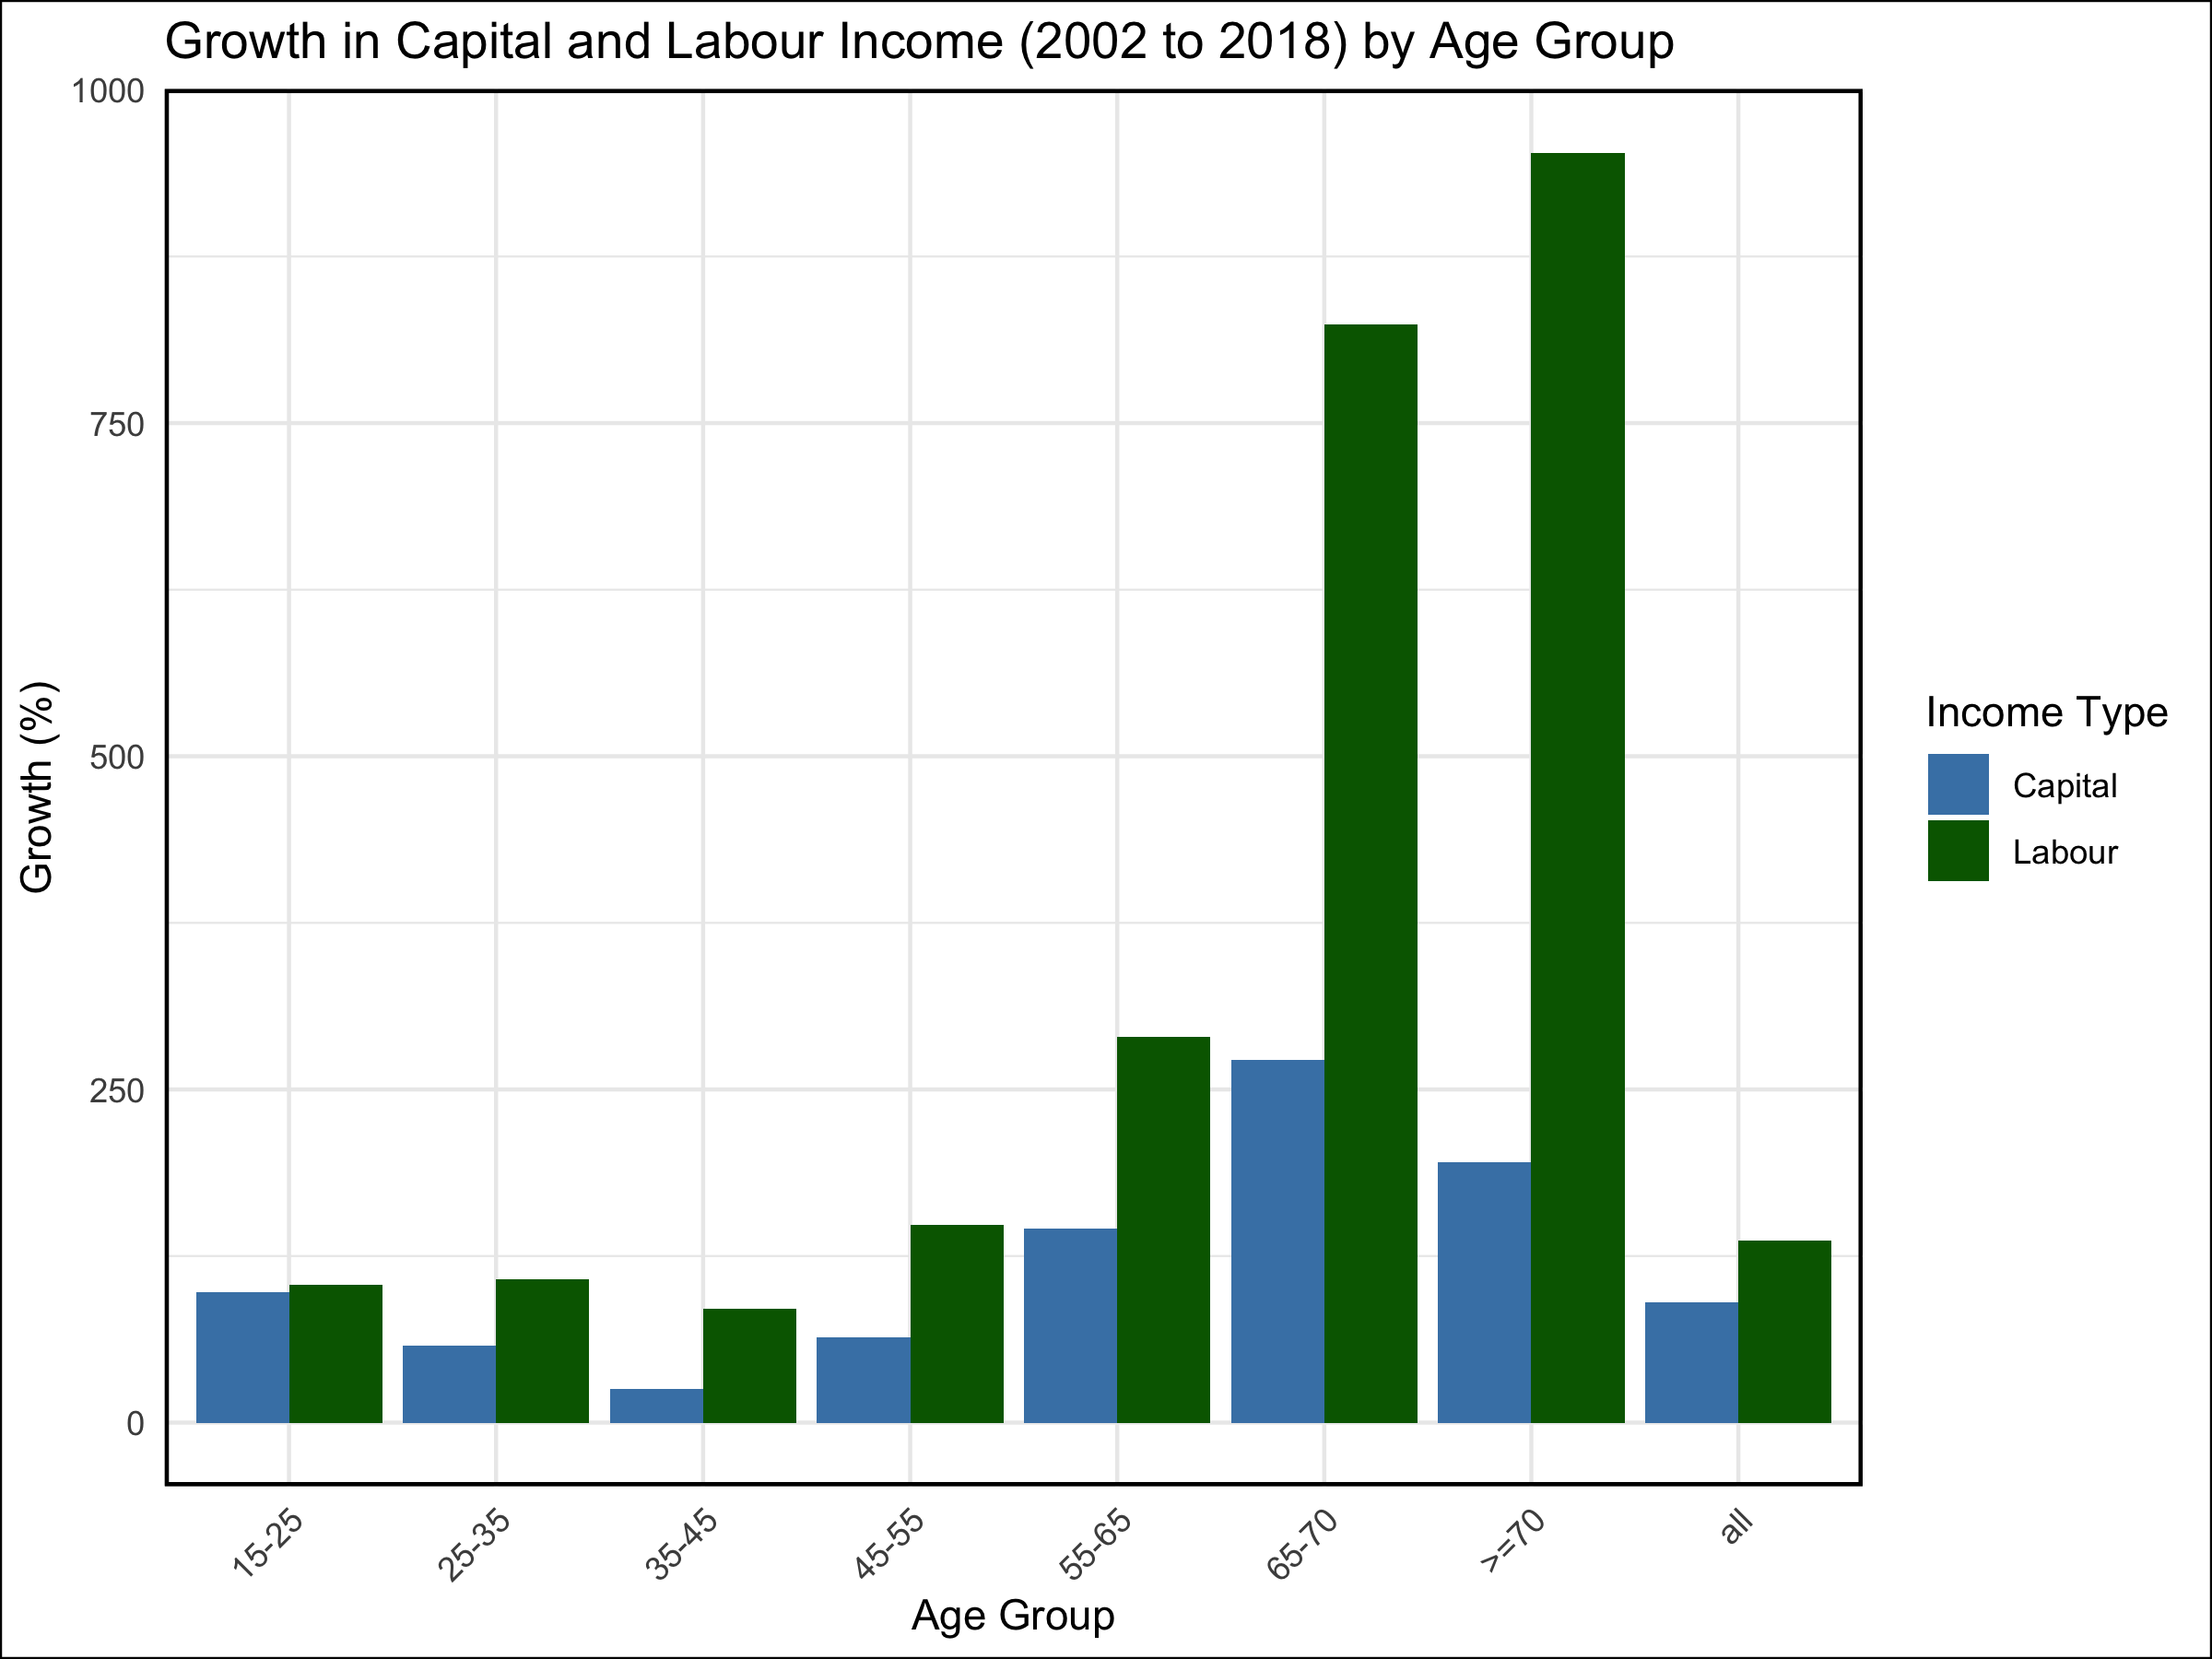 Growth in Capital and Labour Income (2002 to 2018) by Age Group
1000
750
500
250
0
Growth (%)
15-25
25-35
35-45
45-55
55-65
65-70
>=70
all
Age Group
Income Type
Capital
Labour